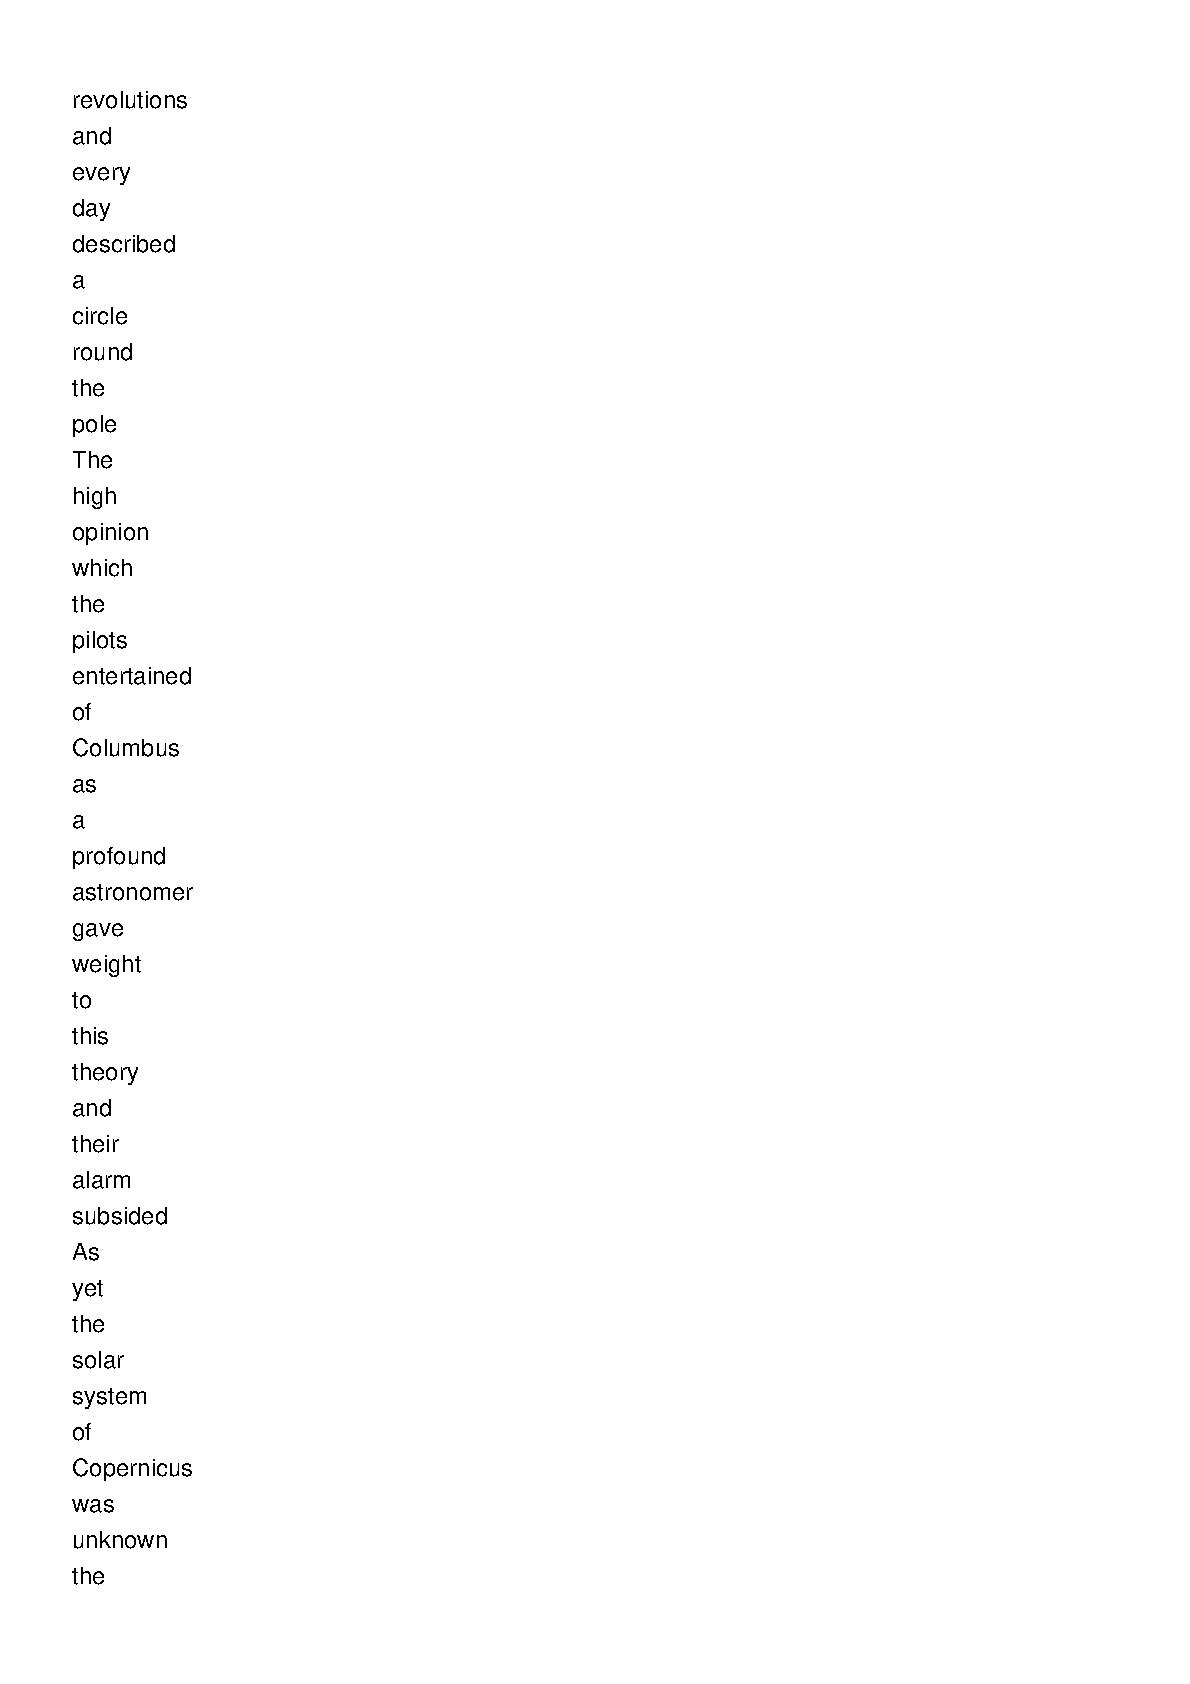 revolutions
and
every
day
described
a
circle
round
the
pole
The
high
opinion
which
the
pilots
entertained
of
Columbus
as
a
profound
astronomer
gave
weight
to
this
theory
and
their
alarm
subsided
As
yet
the
solar
system
of
Copernicus
was
unknown
the